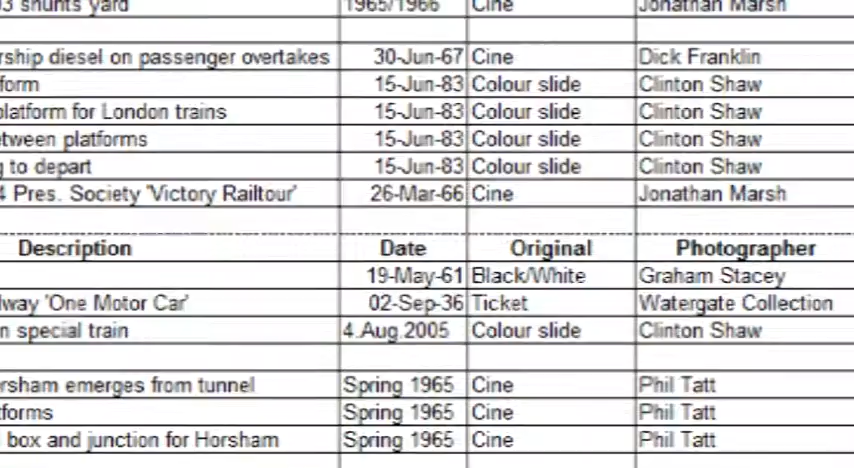 03 shunts yard 1965/1966 Cine Jonathan Marsh
rship diesel on passenger overtakes 30-Jun-67 Cine Dick Franklin
form 15-Jun-83 Colour slide Clinton Shaw
platform for London trains 15-Jun-83 Colour slide Clinton Shaw
etween platforms 15-Jun-83 Colour slide Clinton Shaw
g to depart 15-Jun-83 Colour slide Clinton Shaw
4 Pres. Society 'Victory Railtour' 26-Mar-66 Cine Jonathan Marsh
Description Date Original Photographer
19-May-61 Black/White Graham Stacey
lway 'One Motor Car' 02-Sep-36 Ticket Watergate Collection
n special train 4.Aug.2005 Colour slide Clinton Shaw
rsham emerges from tunnel Spring 1965 Cine Phil Tatt
tforms Spring 1965 Cine Phil Tatt
box and junction for Horsham Spring 1965 Cine Phil Tatt